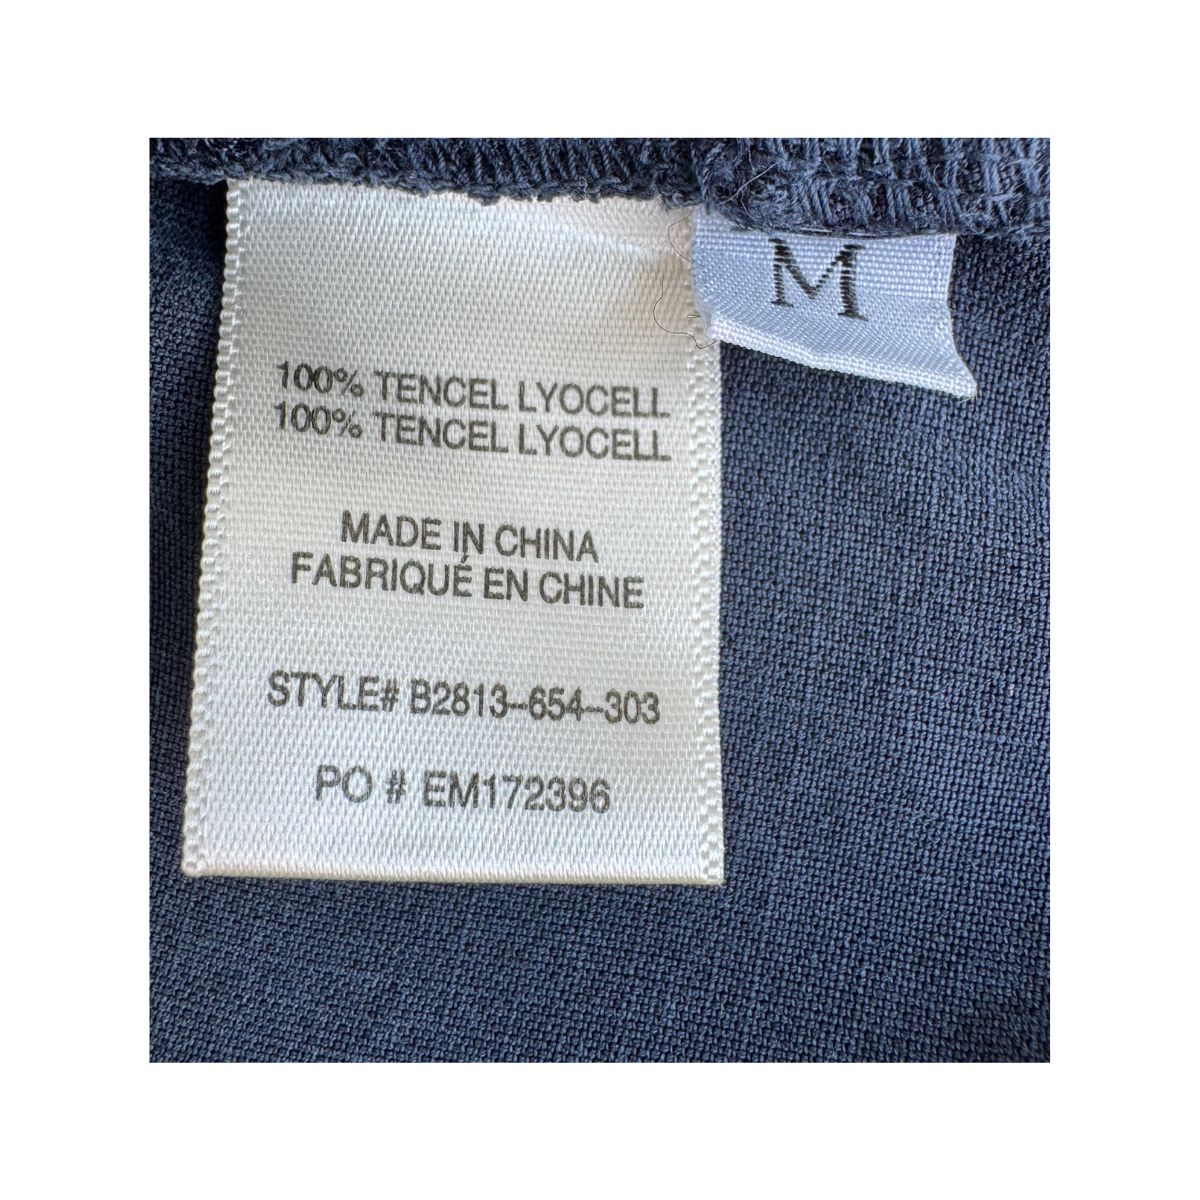 M
100% TENCEL LYOCELL
100% TENCEL LYOCELL
MADE IN CHINA
FABRIQUÉ EN CHINE
STYLE# B2813-654-303
PO # EM172396